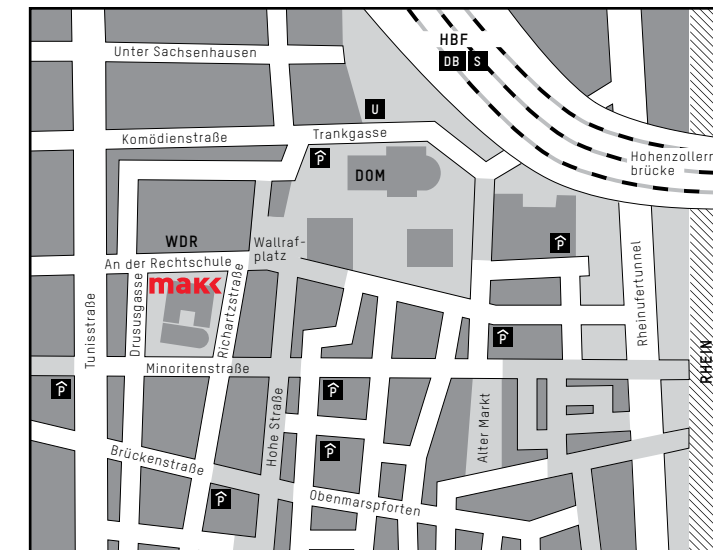 Unter Sachsenhausen
HBF
DB S
U
Komödienstraße
Trankgasse
P
DOM
Hohenzollern
brücke
WDR
Wallraf-
platz
P
An der Rechtschule
makk
Tunisstraße
Drususgasse
Richartzstraße
Rheinufertunnel
RHEIN
P
Minoritenstraße
P
P
Hohe Straße
Alter Markt
P
Brückenstraße
P
Obenmarspforten